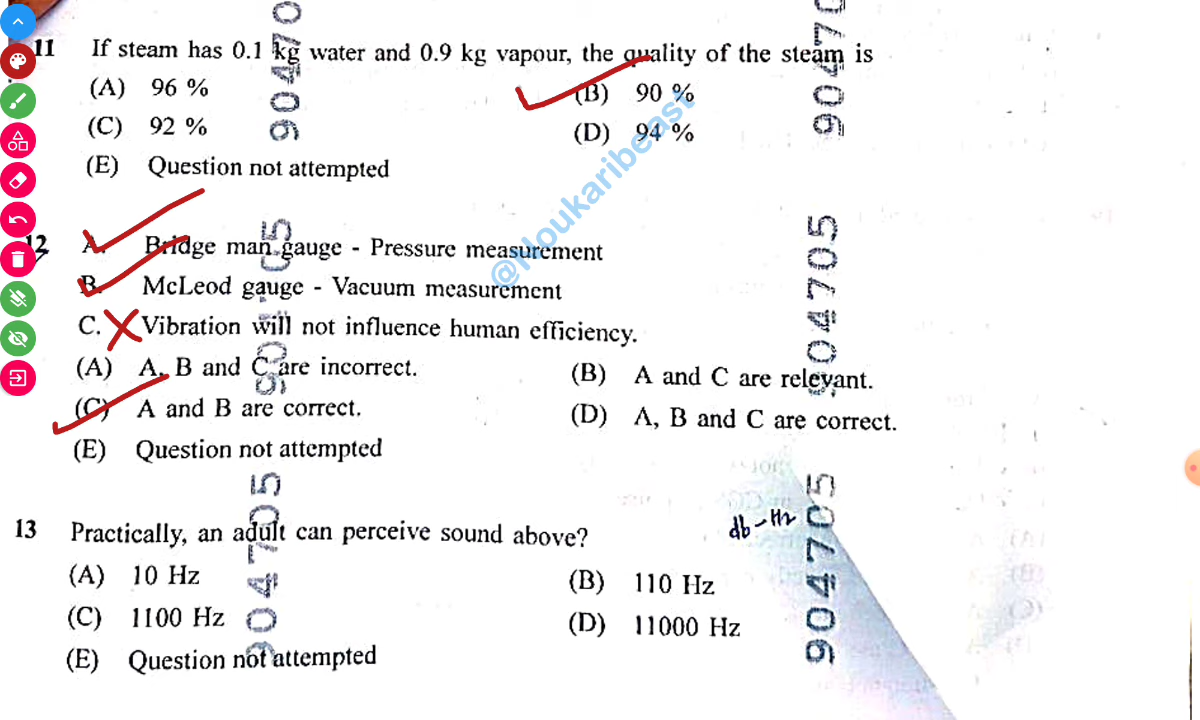 904705
904705
11 If steam has 0.1 kg water and 0.9 kg vapour, the quality of the steam is
(A) 96 % (B) 90 %
(C) 92 % (D) 94 %
(E) Question not attempted
@Noukaribeast
12 A. Bridge man gauge - Pressure measurement
B. McLeod gauge - Vacuum measurement
C. Vibration will not influence human efficiency.
(A) A, B and C are incorrect. (B) A and C are relevant.
(C) A and B are correct. (D) A, B and C are correct.
(E) Question not attempted
904705
904705
13 Practically, an adult can perceive sound above?
db-Hz
(A) 10 Hz (B) 110 Hz
(C) 1100 Hz (D) 11000 Hz
(E) Question not attempted
904705
904705